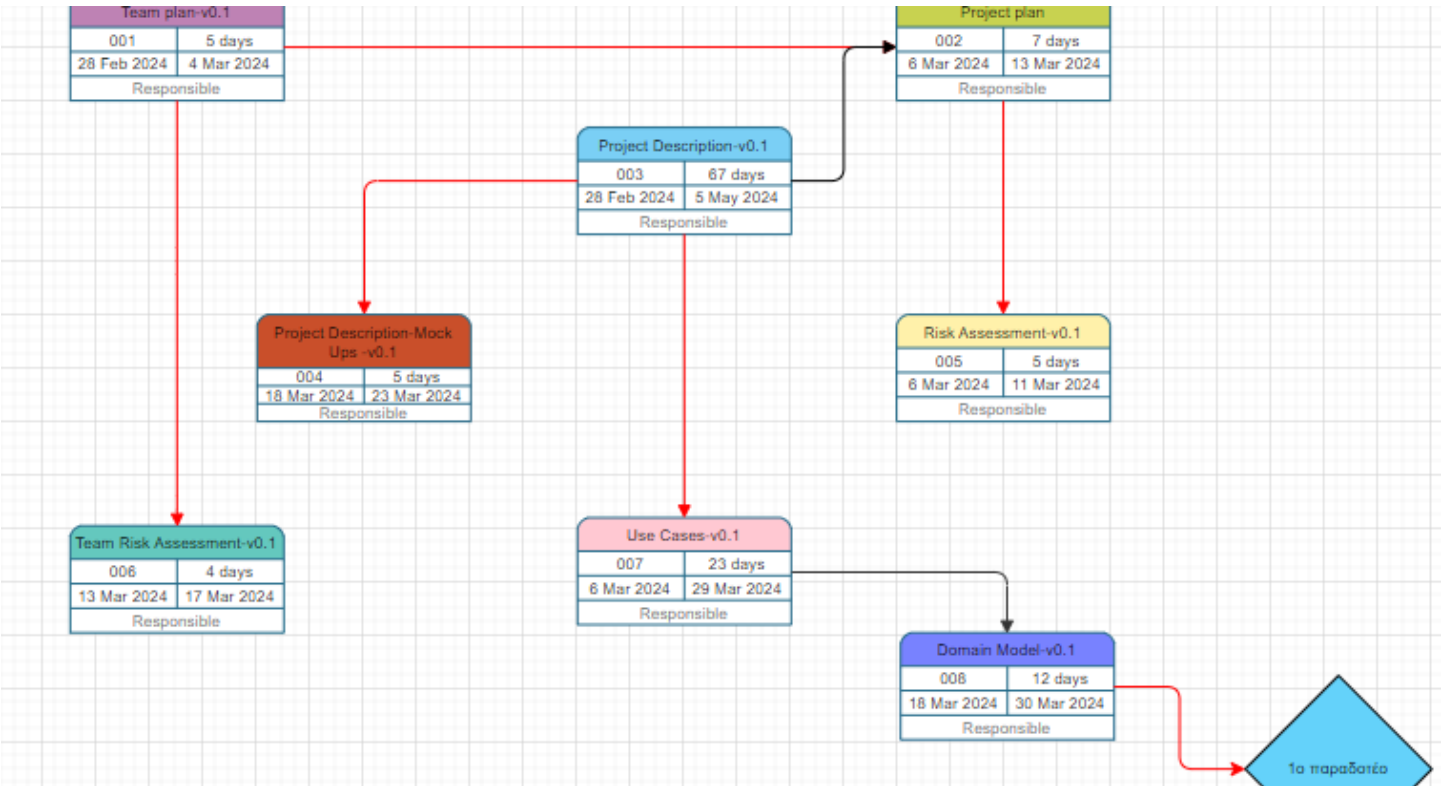 Team plan-v0.1
001 5 days
28 Feb 2024 4 Mar 2024
Responsible
Project plan
002 7 days
6 Mar 2024 13 Mar 2024
Responsible
Project Description-v0.1
003 67 days
28 Feb 2024 5 May 2024
Responsible
Project Description-Mock
Ups -v0.1
004 5 days
18 Mar 2024 23 Mar 2024
Responsible
Risk Assessment-v0.1
005 5 days
6 Mar 2024 11 Mar 2024
Responsible
Team Risk Assessment-v0.1
006 4 days
13 Mar 2024 17 Mar 2024
Responsible
Use Cases-v0.1
007 23 days
6 Mar 2024 29 Mar 2024
Responsible
Domain Model-v0.1
008 12 days
18 Mar 2024 30 Mar 2024
Responsible
1ο παραδοτέο